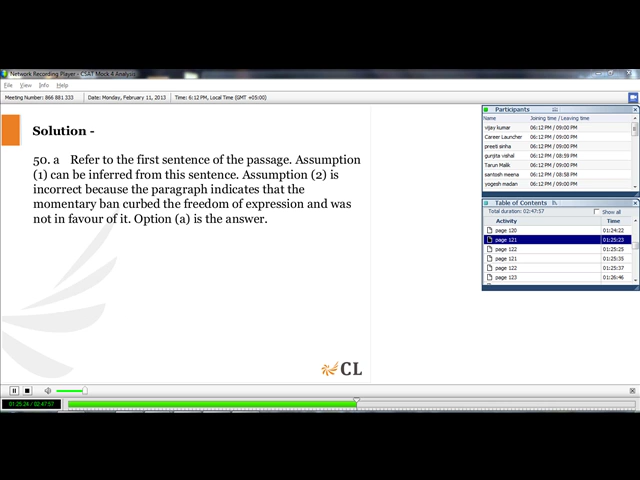 Network Recording Player - CSAT Mock 4 Analysis
File View Info Help
Meeting Number: 866 881 333 Date: Monday, February 11, 2013 Time: 6:12 PM, Local Time (GMT +05:00)
Solution -
50. a Refer to the first sentence of the passage. Assumption
(1) can be inferred from this sentence. Assumption (2) is
incorrect because the paragraph indicates that the
momentary ban curbed the freedom of expression and was
not in favour of it. Option (a) is the answer.
CL
Participants
Name Joining time / Leaving time
vijay kumar 06:12 PM / 09:00 PM
Career Launcher 06:12 PM / 09:00 PM
preeti sinha 06:12 PM / 09:00 PM
gunjita vishal 06:12 PM / 08:59 PM
Tarun Malik 06:12 PM / 09:00 PM
santosh meena 06:12 PM / 08:58 PM
yogesh madan 06:12 PM / 09:00 PM
Table of Contents
Total duration: 02:47:57 Show all
Activity Time
page 120 01:24:22
page 121 01:25:23
page 122 01:25:25
page 121 01:25:35
page 122 01:25:37
page 123 01:26:46
01:25:24 / 02:47:57